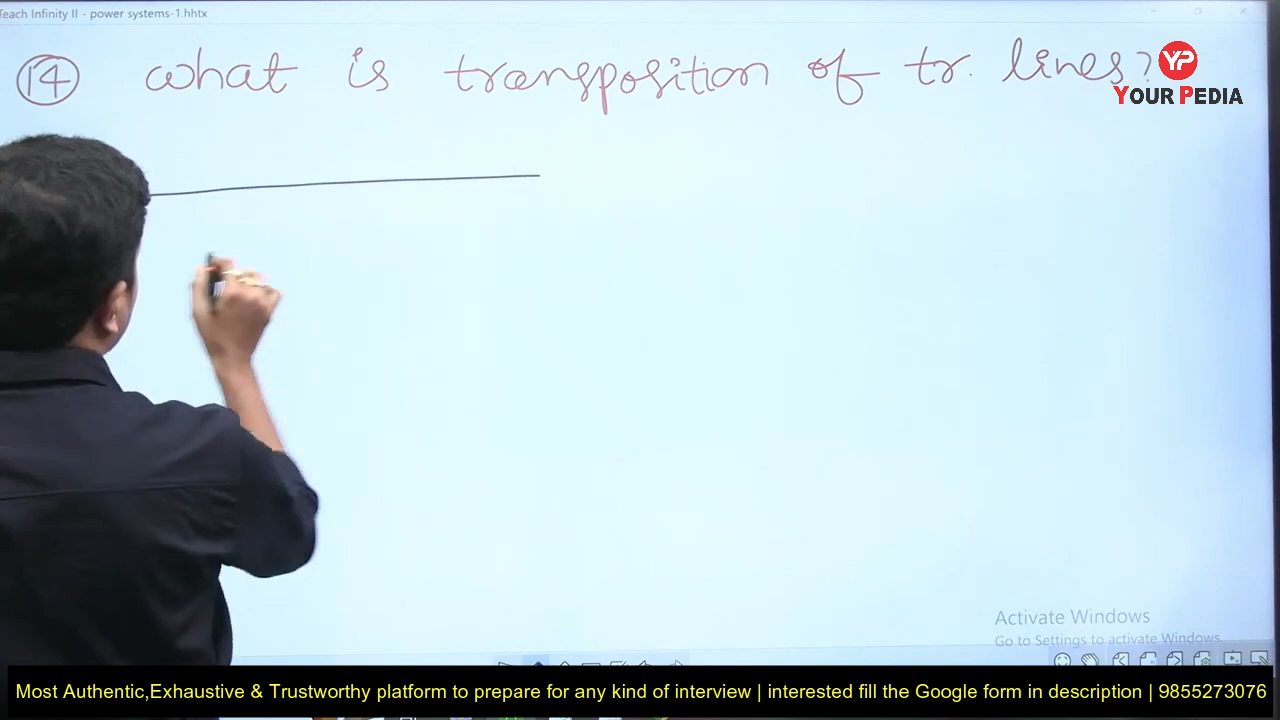 Teach Infinity II - power systems-1.hhtx
14 what is transposition of tr. lines?
YP
YOUR PEDIA
Activate Windows
Go to Settings to activate Windows.
Most Authentic,Exhaustive & Trustworthy platform to prepare for any kind of interview | interested fill the Google form in description | 9855273076